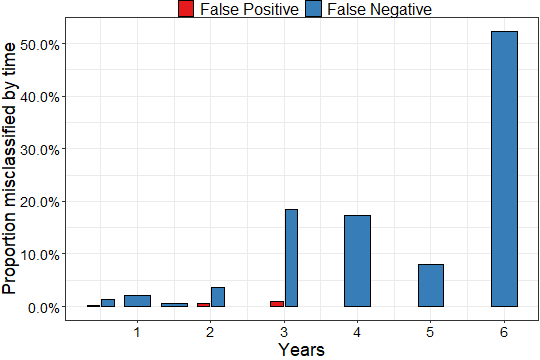 False Positive False Negative
Proportion misclassified by time
50.0%
40.0%
30.0%
20.0%
10.0%
0.0%
1 2 3 4 5 6
Years